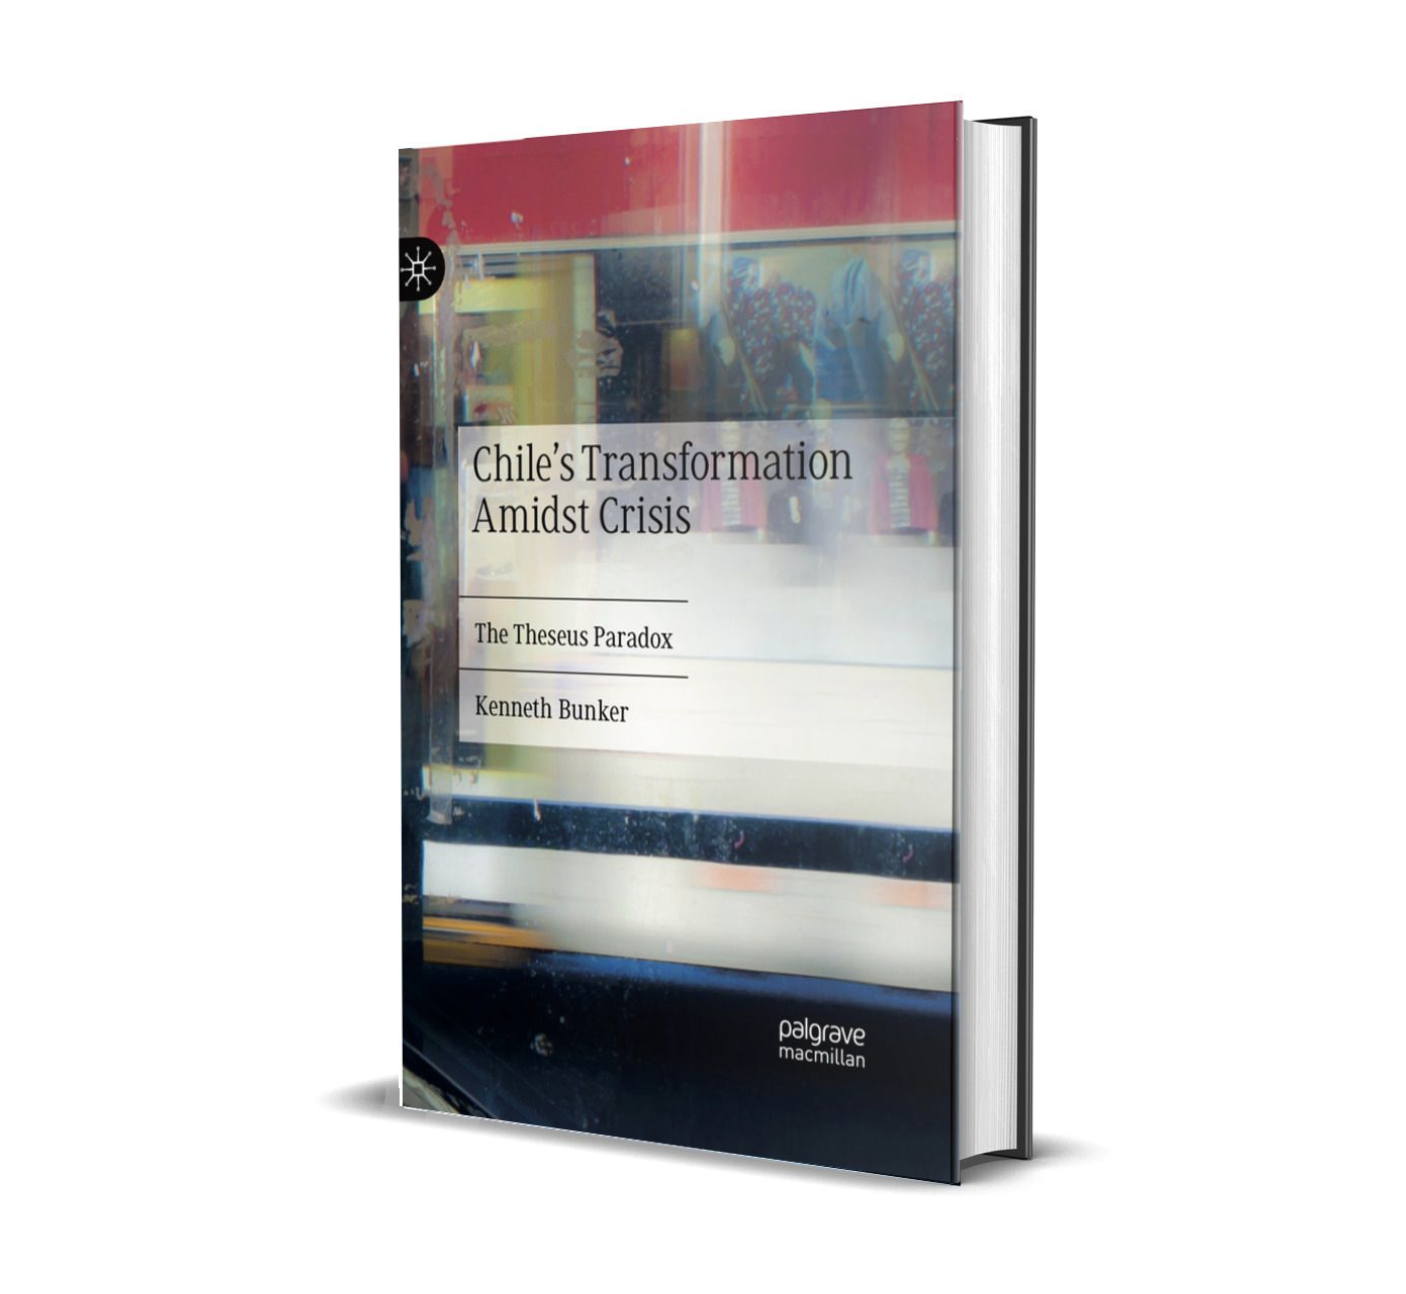 Chile's Transformation
Amidst Crisis
The Theseus Paradox
Kenneth Bunker
palgrave
macmillan